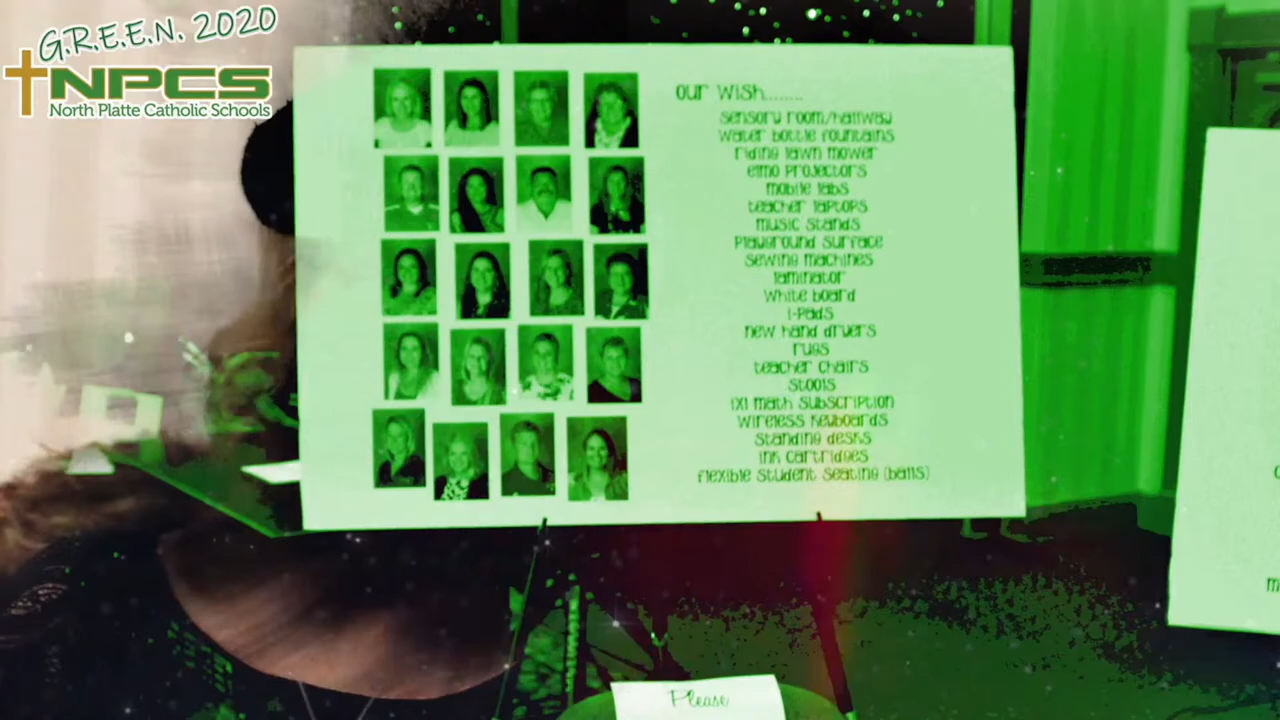 G.R.E.E.N. 2020
NPCS
North Platte Catholic Schools
our wish.......
sensory room/hallway
water bottle fountains
riding lawn mower
elmo projectors
mobile labs
teacher laptops
music stands
playground surface
sewing machines
laminator
white board
i-pads
new hand dryers
rugs
teacher chairs
stools
ixl math subscription
wireless keyboards
standing desks
ink cartridges
flexible student seating (balls)
Please